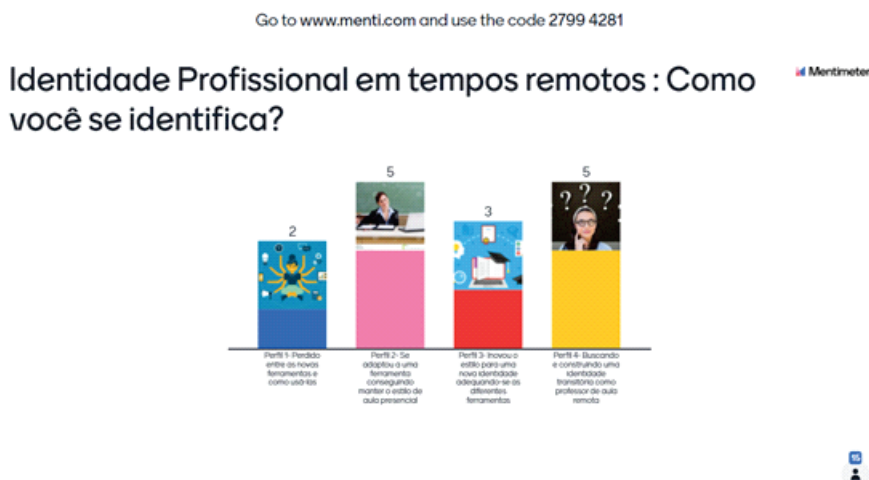 Go to www.menti.com and use the code 2799 4281
Mentimeter
Identidade Profissional em tempos remotos : Como
você se identifica?
2
5
3
5
? ? ?
Perfil 1- Perdido
entre as novas
ferramentas e
como usá-las
Perfil 2- Se
adaptou a uma
ferramenta
conseguindo
manter o estilo de
aula presencial
Perfil 3- Inovou o
estilo para uma
nova identidade
adequando-se as
diferentes
ferramentas
Perfil 4- Buscando
e construindo uma
identidade
transitória como
professor de aula
remota
15